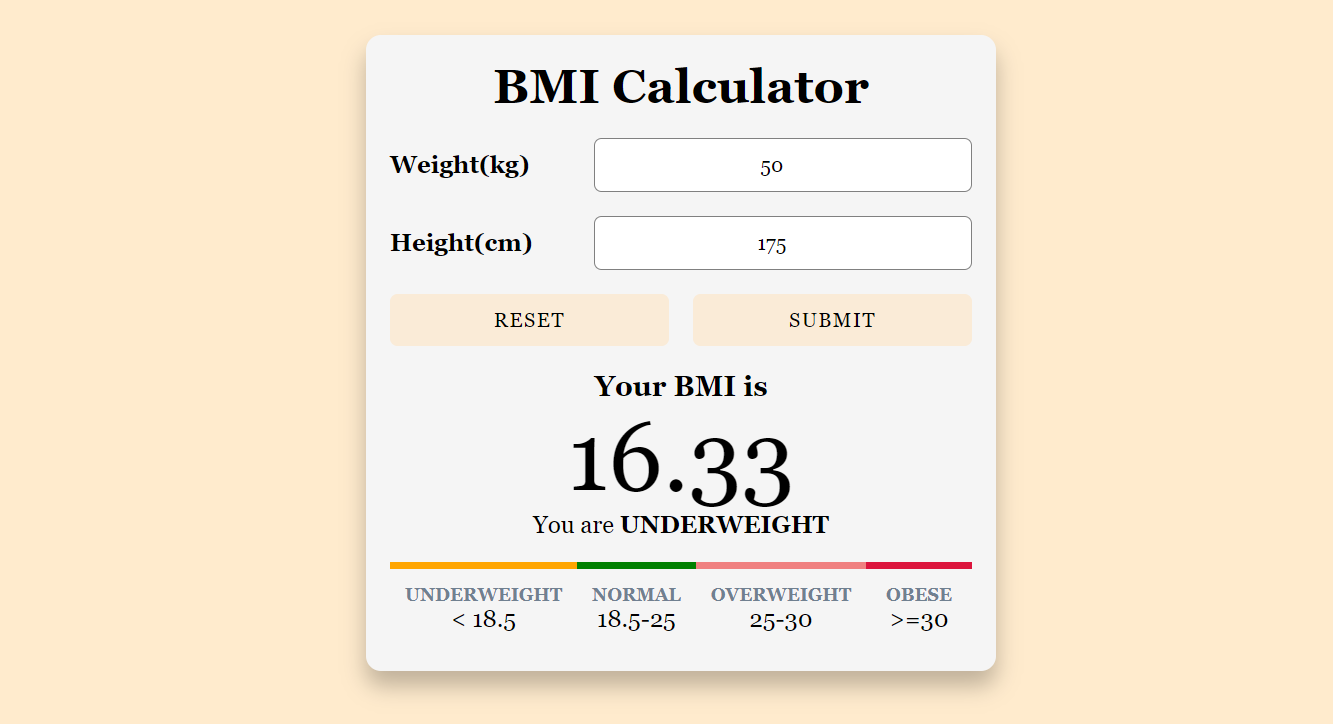 BMI Calculator
Weight(kg) 50
Height(cm) 175
RESET SUBMIT
Your BMI is
16.33
You are UNDERWEIGHT
UNDERWEIGHT NORMAL OVERWEIGHT OBESE
< 18.5 18.5-25 25-30 >=30